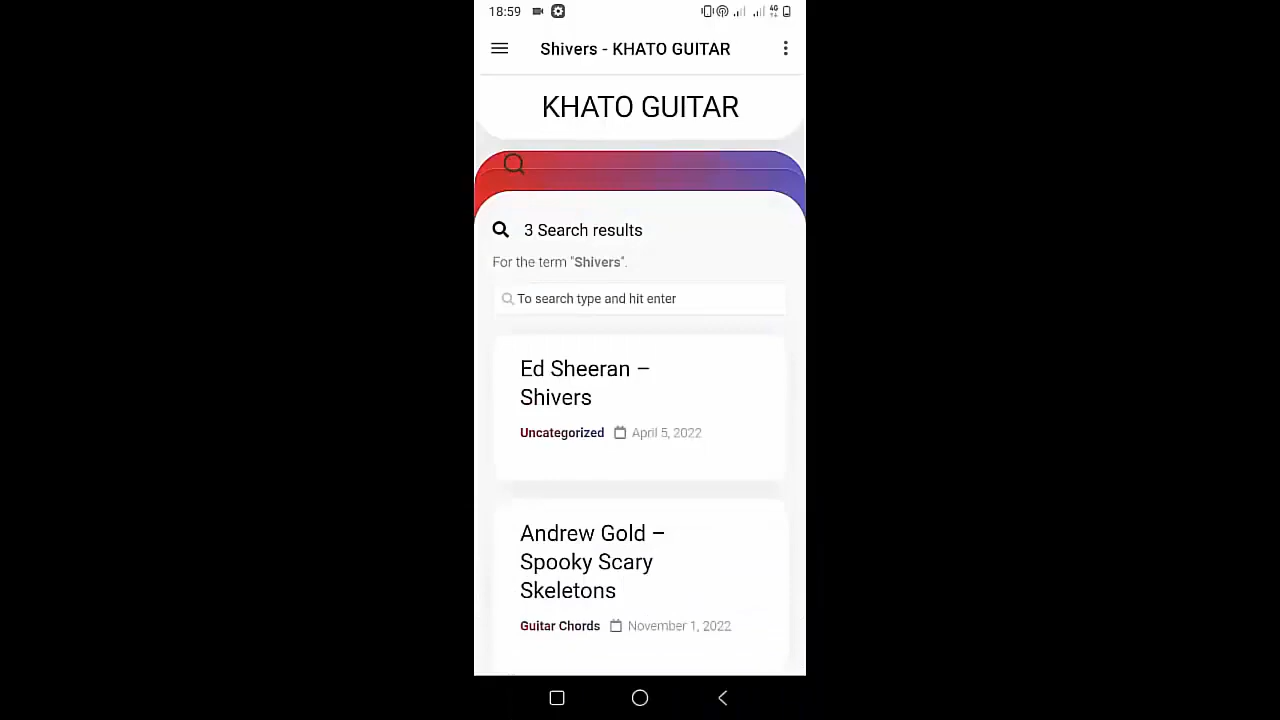 18:59
4G
Shivers - KHATO GUITAR
KHATO GUITAR
3 Search results
For the term "Shivers".
To search type and hit enter
Ed Sheeran –
Shivers
Uncategorized April 5, 2022
Andrew Gold –
Spooky Scary
Skeletons
Guitar Chords November 1, 2022